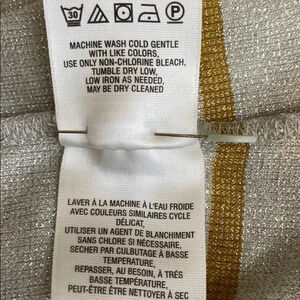 30 P
MACHINE WASH COLD GENTLE
WITH LIKE COLORS,
USE ONLY NON-CHLORINE BLEACH,
TUMBLE DRY LOW,
LOW IRON AS NEEDED,
MAY BE DRY CLEANED
LAVER À LA MACHINE À L'EAU FROIDE
AVEC COULEURS SIMILAIRES CYCLE
DÉLICAT,
UTILISER UN AGENT DE BLANCHIMENT
SANS CHLORE SI NÉCESSAIRE,
SÉCHER PAR CULBUTAGE À BASSE
TEMPERATURE,
REPASSER, AU BESOIN, À TRÈS
BASSE TEMPÉRATURE,
PEUT-ÊTRE ÊTRE NETTOYER À SEC